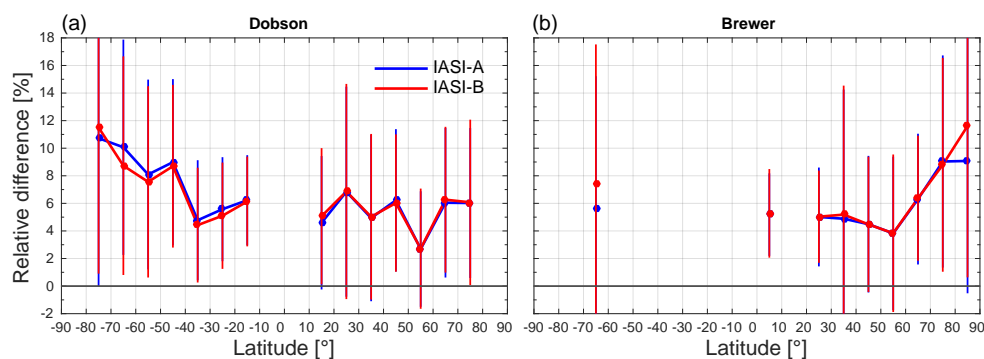 (a) Dobson
(b) Brewer
Relative difference [%]
18
16
14
12
10
8
6
4
2
0
-2
IASI-A
IASI-B
-90 -80 -70 -60 -50 -40 -30 -20 -10 0 10 20 30 40 50 60 70 80 90
-90 -80 -70 -60 -50 -40 -30 -20 -10 0 10 20 30 40 50 60 70 80 90
Latitude [°]
Latitude [°]